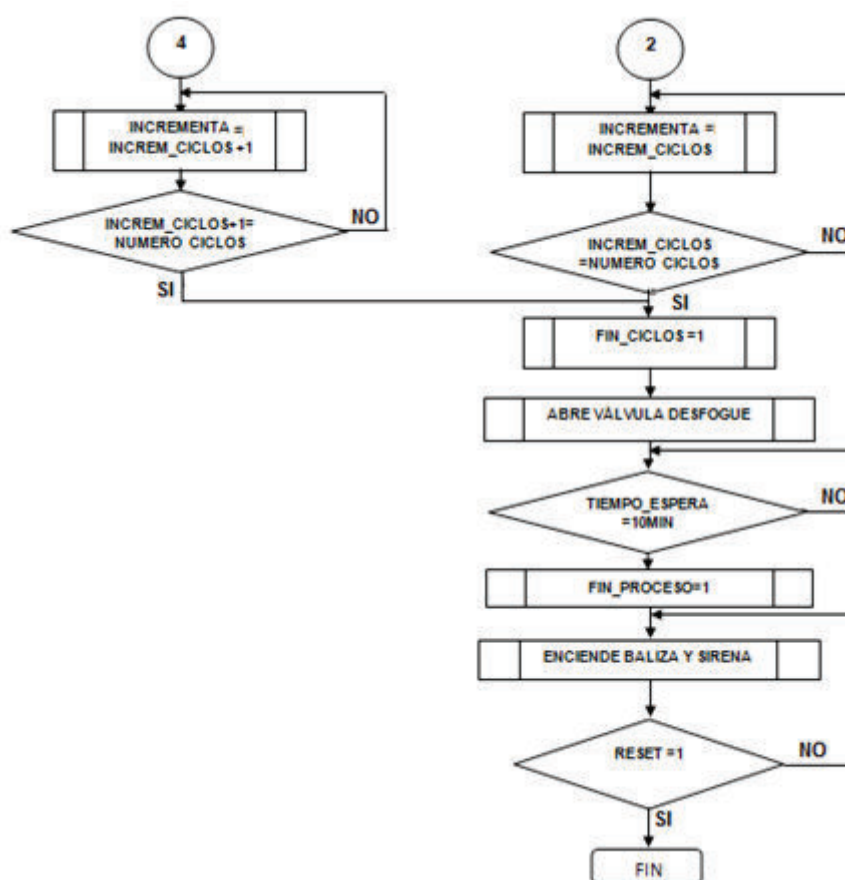 4
INCREMENTA =
INCREM_CICLOS +1
INCREM_CICLOS+1=
NUMERO CICLOS
NO
SI
2
INCREMENTA =
INCREM_CICLOS
INCREM_CICLOS
=NUMERO CICLOS
NO
SI
FIN_CICLOS =1
ABRE VÁLVULA DESFOGUE
TIEMPO_ESPERA
=10MIN
NO
FIN_PROCESO=1
ENCIENDE BALIZA Y SIRENA
RESET =1
NO
SI
FIN